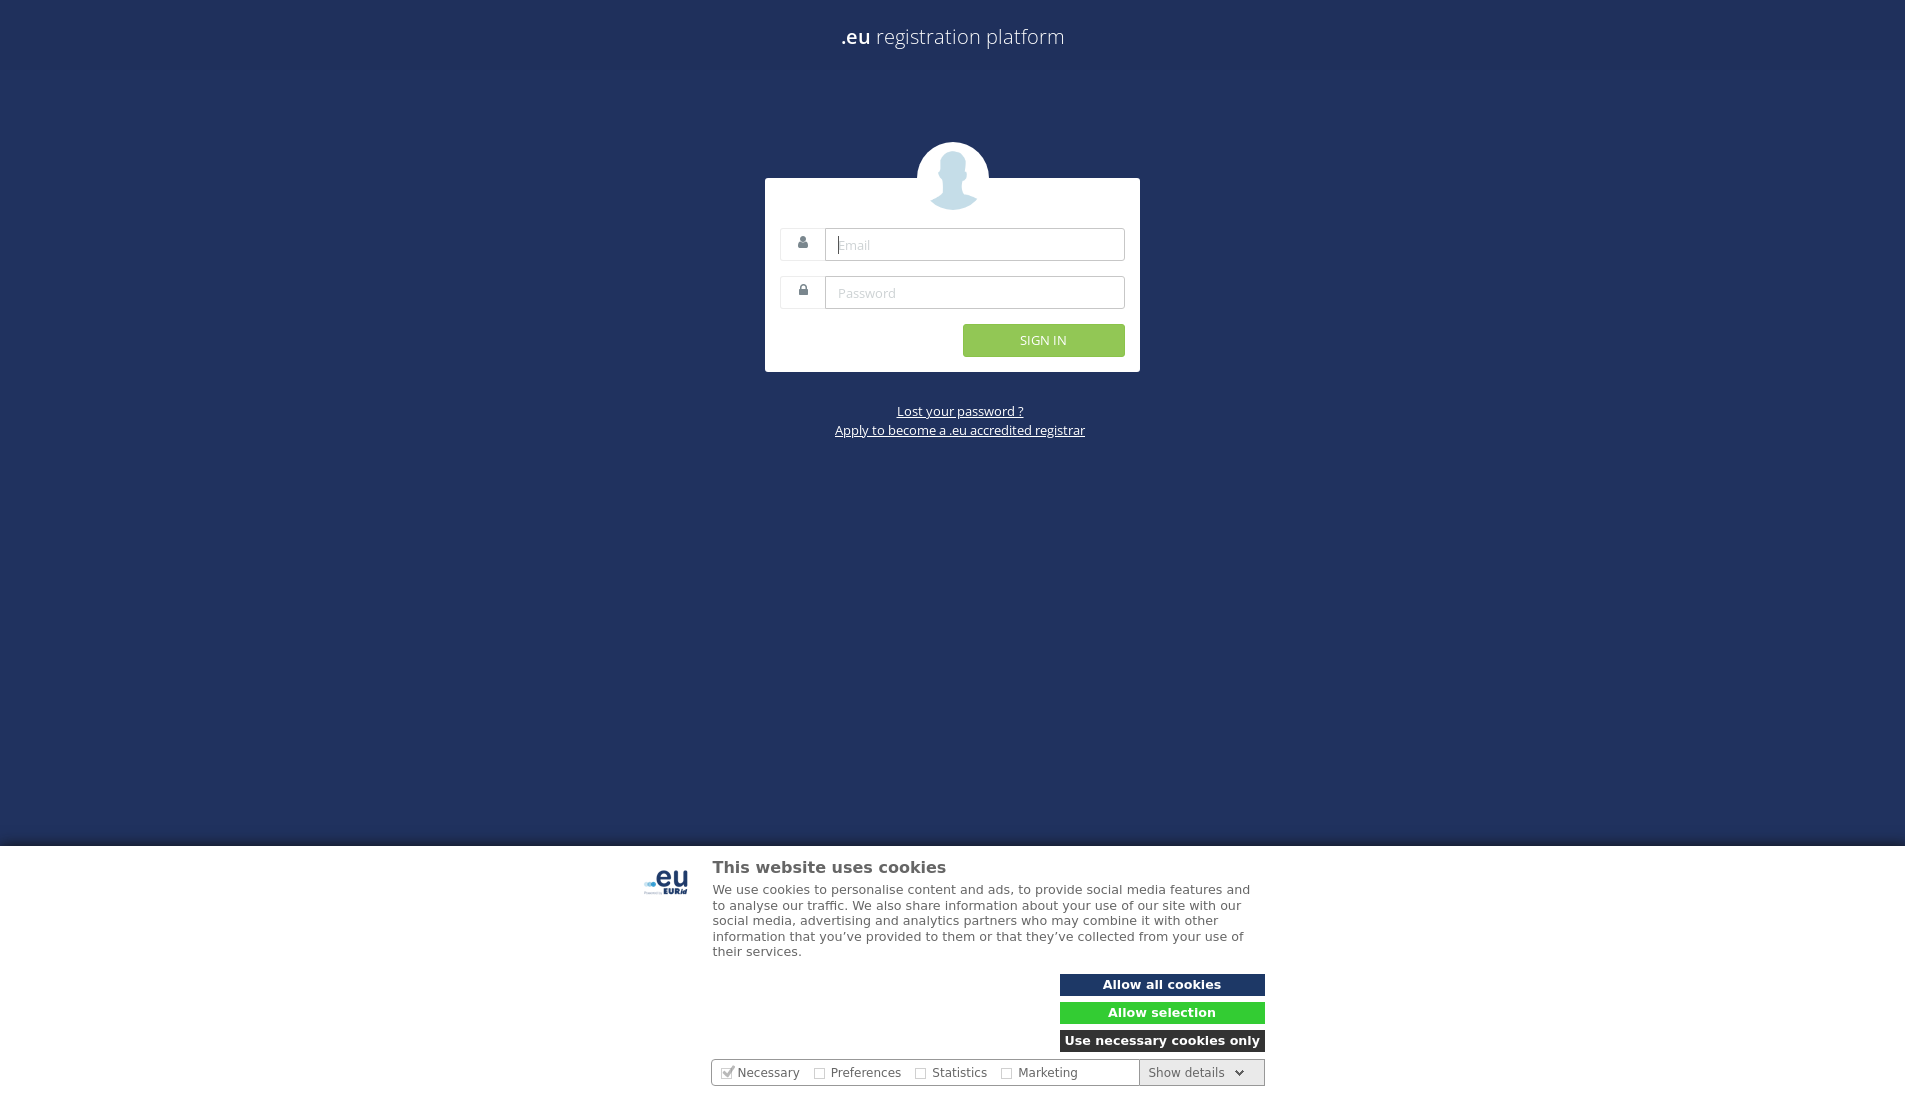 .eu registration platform
Email
Password
SIGN IN
Lost your password ?
Apply to become a .eu accredited registrar
.eu
EURid
This website uses cookies
We use cookies to personalise content and ads, to provide social media features and
to analyse our traffic. We also share information about your use of our site with our
social media, advertising and analytics partners who may combine it with other
information that you’ve provided to them or that they’ve collected from your use of
their services.
Allow all cookies
Allow selection
Use necessary cookies only
Necessary Preferences Statistics Marketing Show details